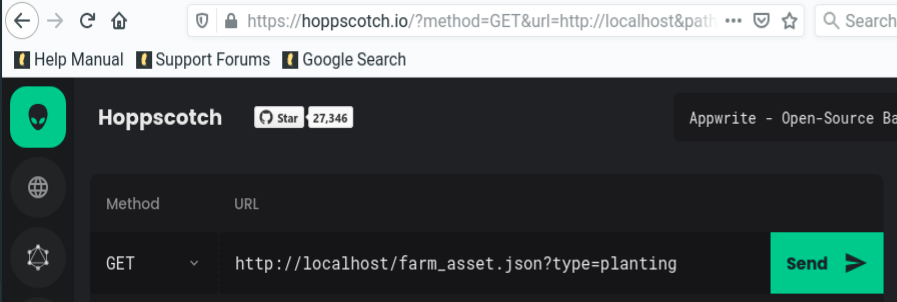 https://hoppscotch.io/?method=GET&url=http://localhost&path
Search
Help Manual Support Forums Google Search
Hoppscotch Star 27,346 Appwrite - Open-Source Ba
Method URL
GET http://localhost/farm_asset.json?type=planting Send